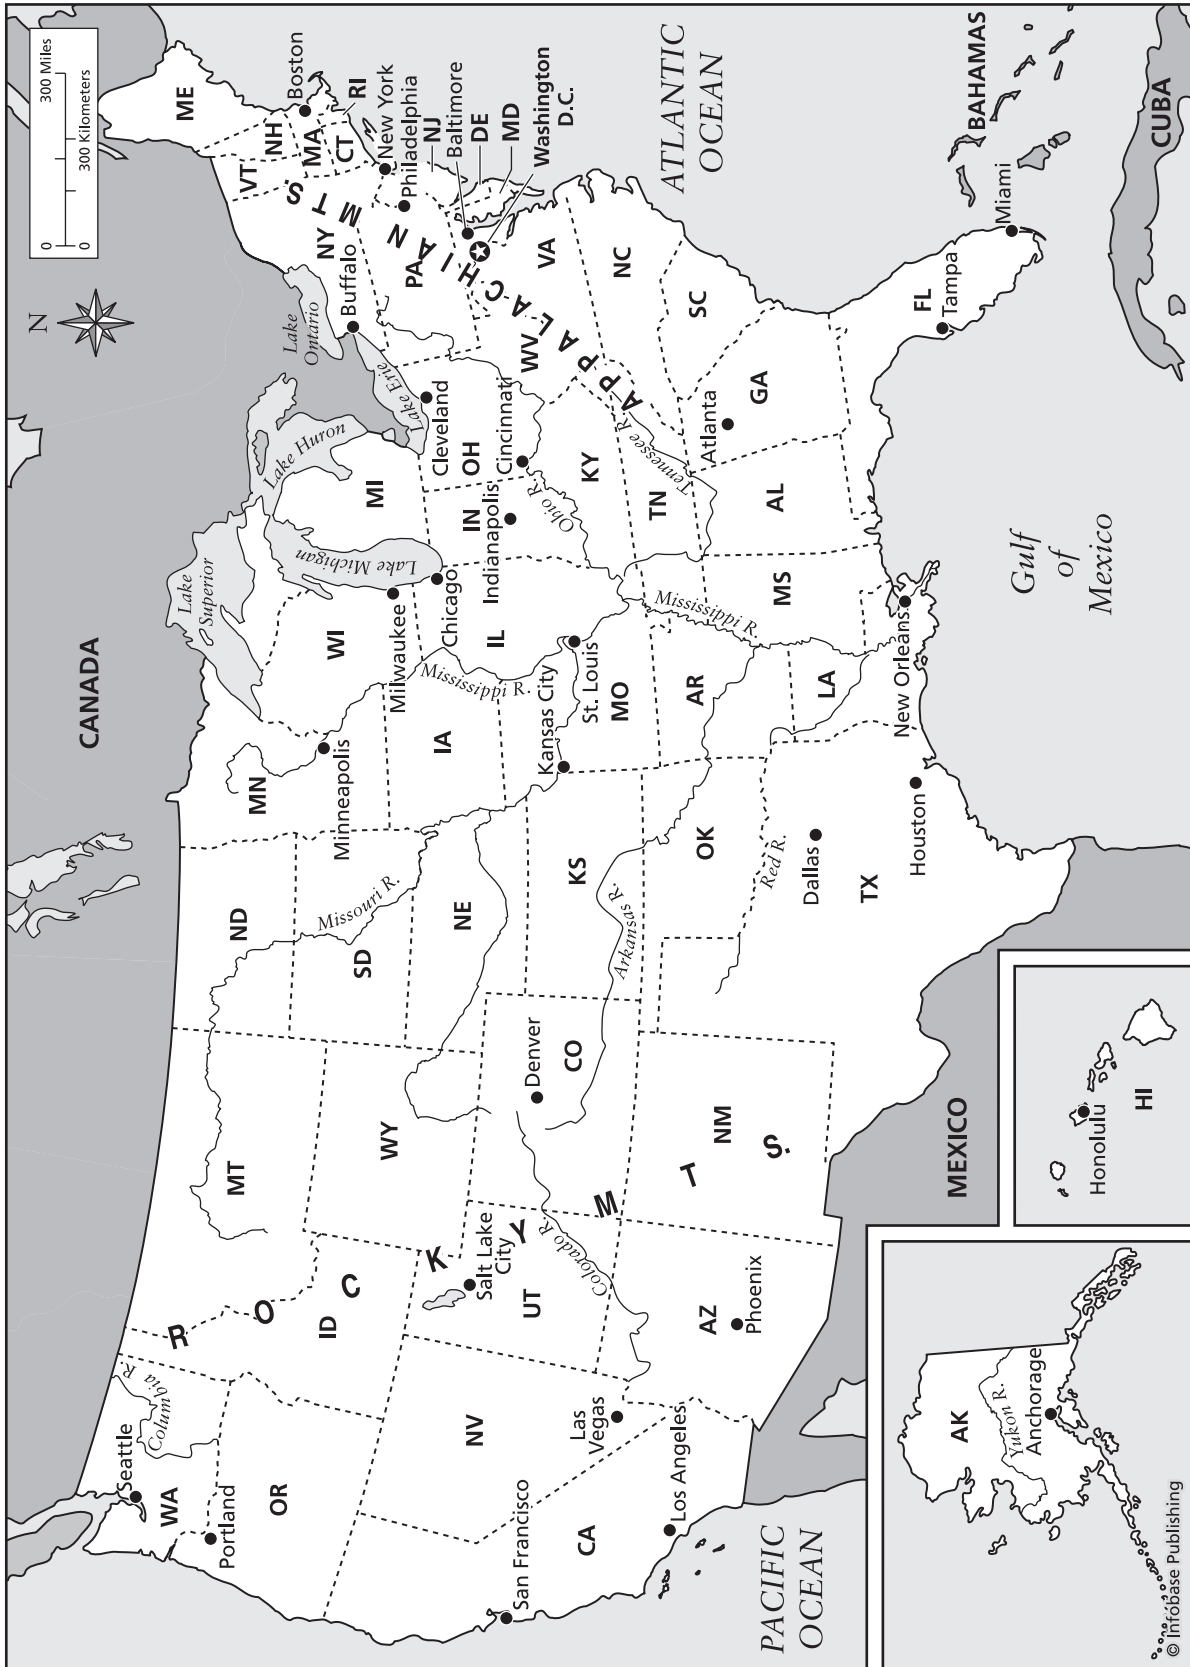 CANADA
N
0
300 Miles
0
300 Kilometers
Seattle
WA
Columbia R.
Portland
OR
ID
MT
ND
MN
Minneapolis
WI
Milwaukee
Lake
Superior
Lake Michigan
Lake Huron
MI
Lake Erie
Lake
Ontario
Buffalo
NY
VT
NH
ME
MA
Boston
CT
RI
New York
Philadelphia
NJ
Baltimore
DE
MD
Washington
D.C.
PA
APPALACHIAN MTS
ROCKY MTS.
WY
SD
Missouri R.
NE
IA
Mississippi R.
Chicago
IL
IN
Indianapolis
OH
Cleveland
Cincinnati
Ohio R.
WV
VA
San Francisco
CA
NV
Las
Vegas
Salt Lake
City
UT
Colorado R.
Denver
CO
KS
Arkansas R.
Kansas City
St. Louis
MO
KY
TN
Tennessee R.
NC
SC
Los Angeles
AZ
Phoenix
NM
OK
Red R.
AR
Mississippi R.
MS
AL
Atlanta
GA
TX
Dallas
Houston
LA
New Orleans
FL
Tampa
Miami
PACIFIC
OCEAN
MEXICO
Gulf
of
Mexico
ATLANTIC
OCEAN
BAHAMAS
CUBA
AK
Yukon R.
Anchorage
Honolulu
HI
© Infobase Publishing